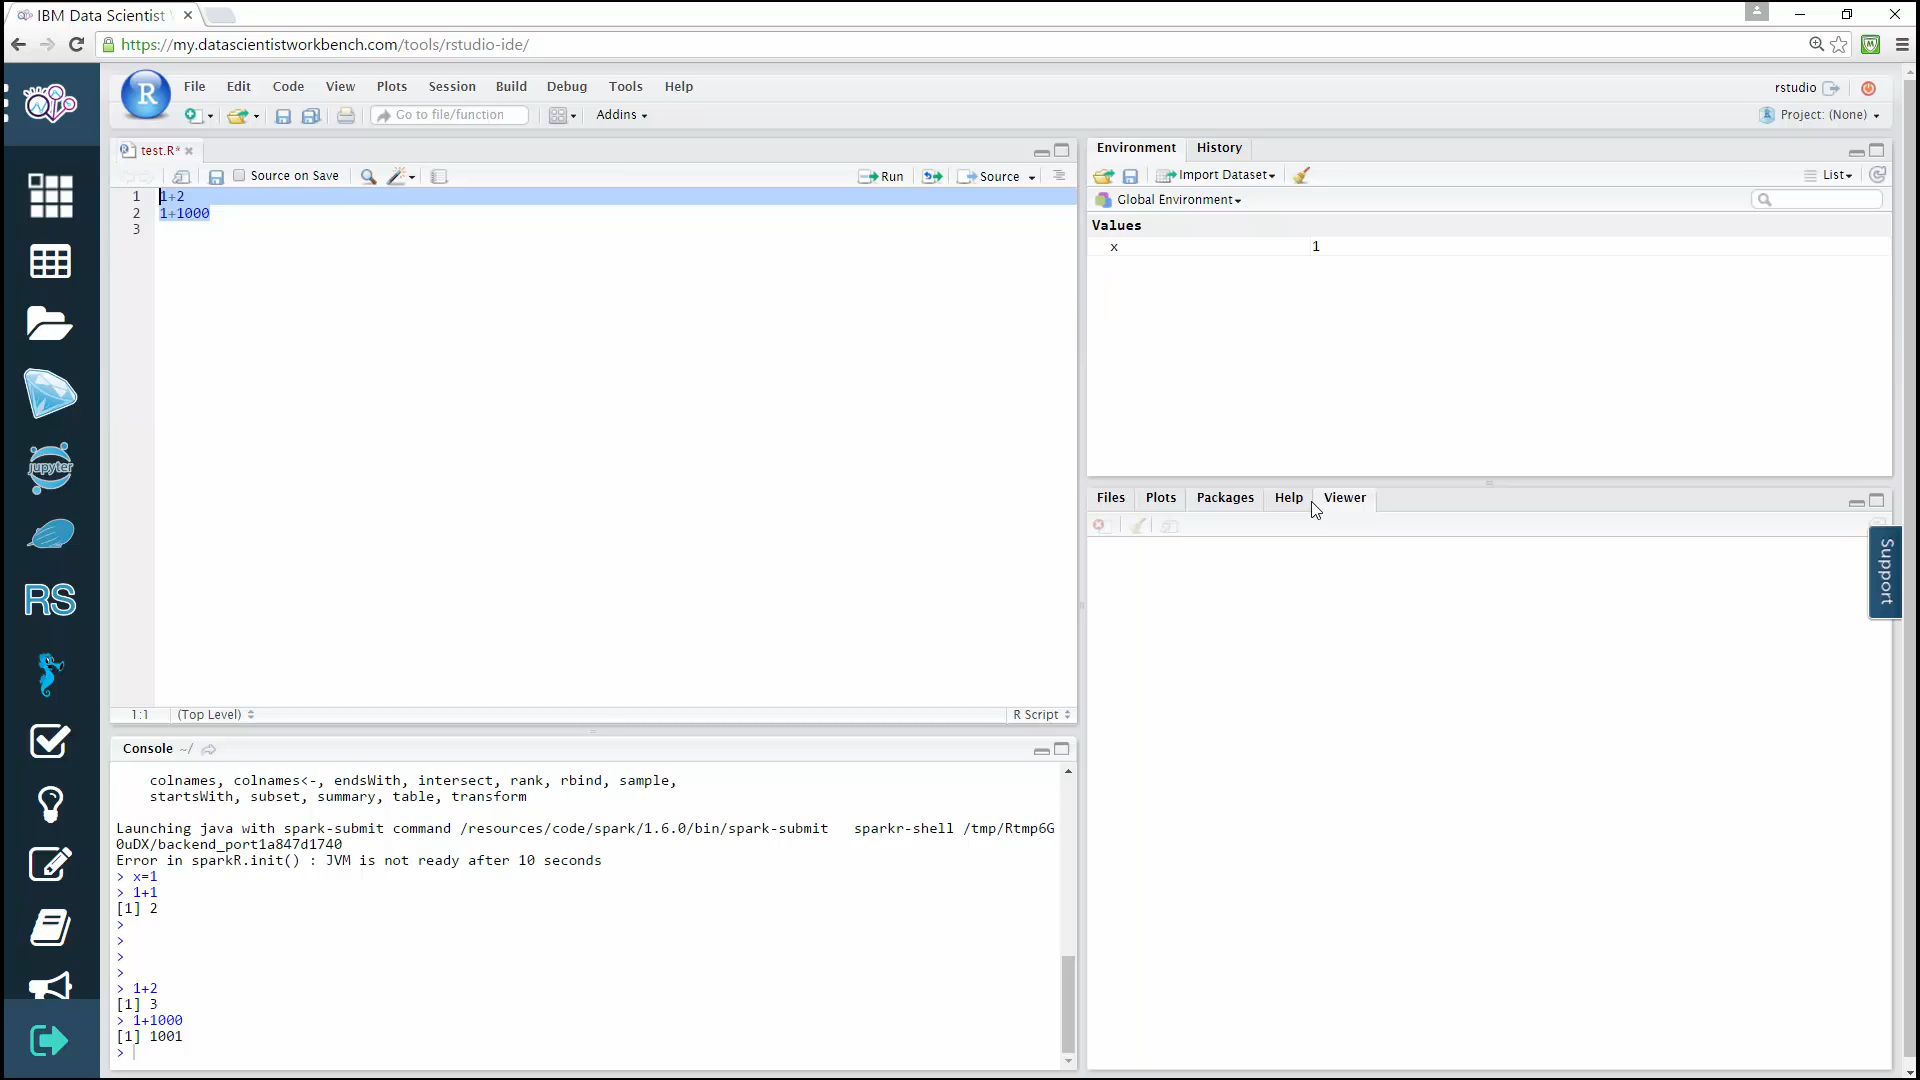 IBM Data Scientist
https://my.datascientistworkbench.com/tools/rstudio-ide/
R
File Edit Code View Plots Session Build Debug Tools Help
rstudio
Go to file/function
Addins
Project: (None)
test.R*
Source on Save
Run
Source
1 1+2
2 1+1000
3
1:1 (Top Level)
R Script
Console ~/
colnames, colnames<-, endsWith, intersect, rank, rbind, sample,
startsWith, subset, summary, table, transform
Launching java with spark-submit command /resources/code/spark/1.6.0/bin/spark-submit sparkr-shell /tmp/Rtmp6G
0uDX/backend_port1a847d1740
Error in sparkR.init() : JVM is not ready after 10 seconds
> x=1
> 1+1
[1] 2
>
>
>
>
> 1+2
[1] 3
> 1+1000
[1] 1001
>
Environment History
Import Dataset
List
Global Environment
Values
x 1
Files Plots Packages Help Viewer
Support
jupyter
RS